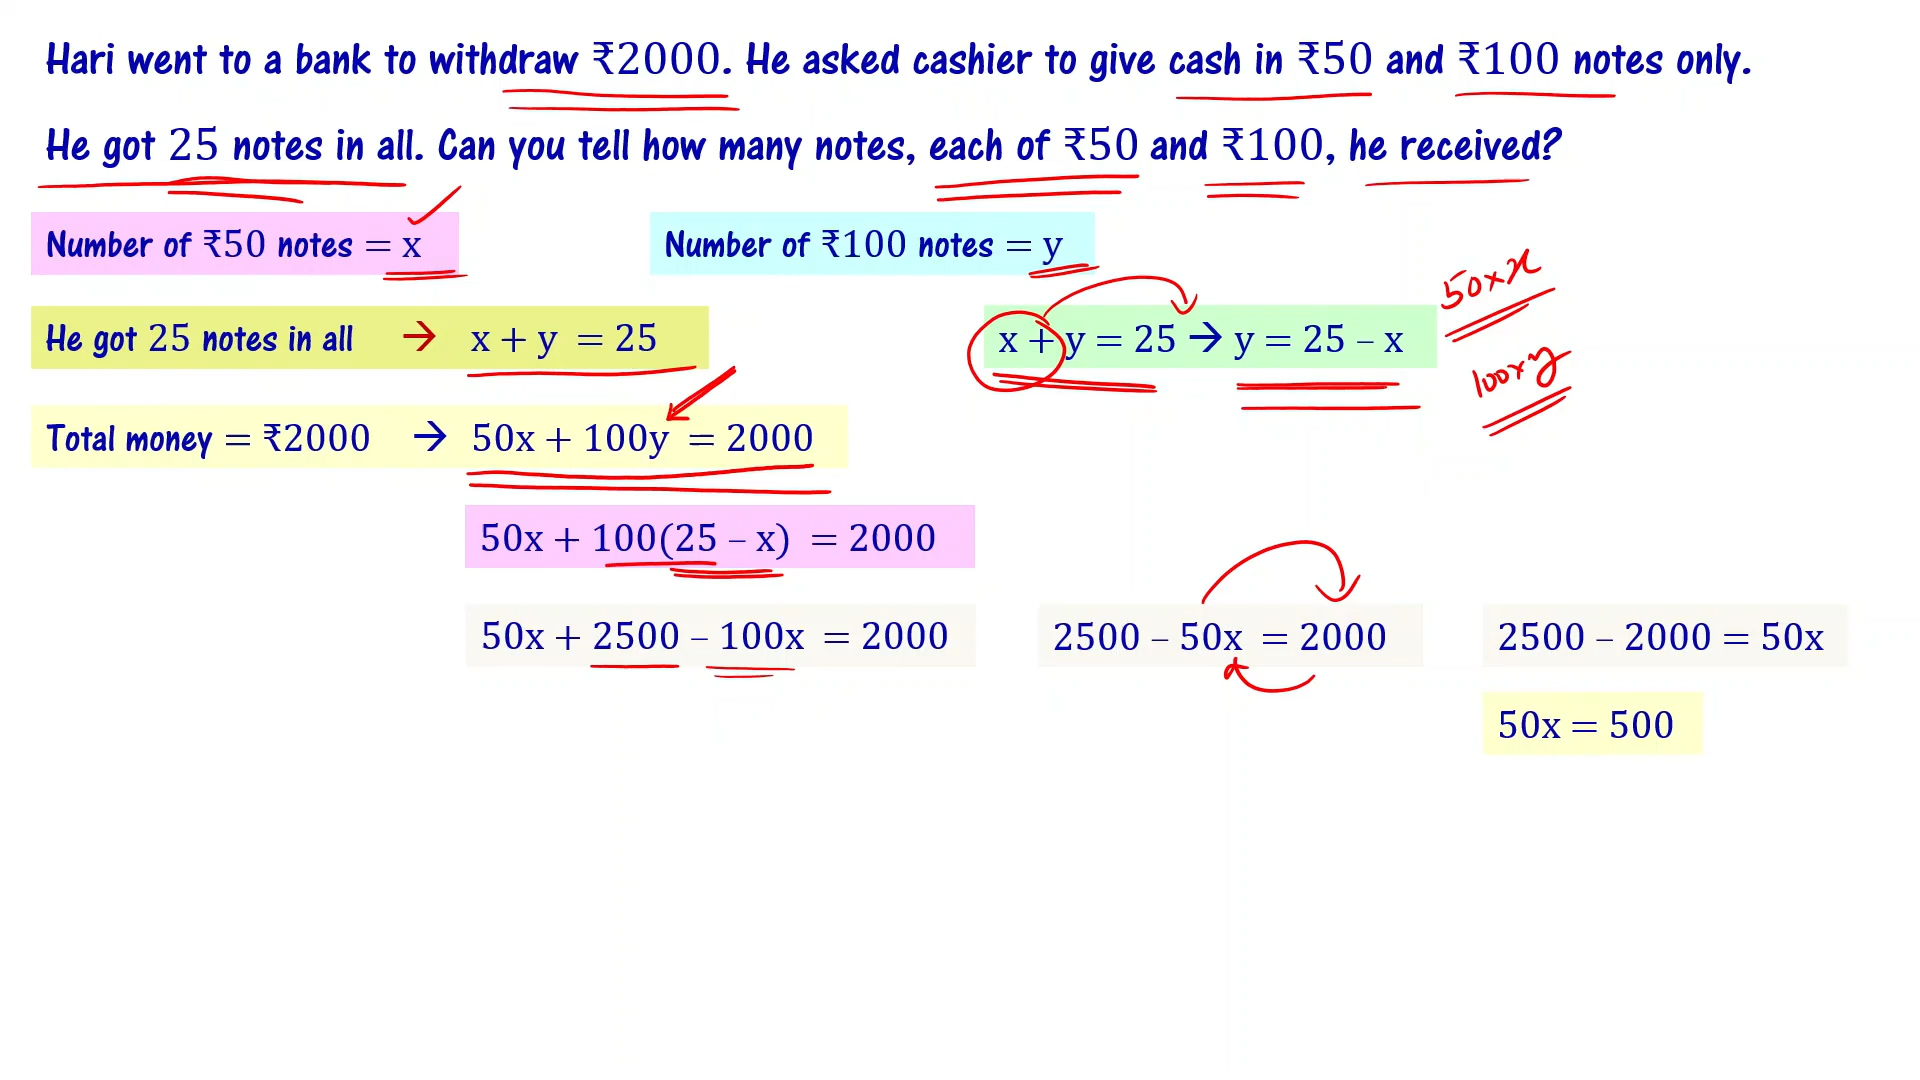 Hari went to a bank to withdraw ₹2000. He asked cashier to give cash in ₹50 and ₹100 notes only.
He got 25 notes in all. Can you tell how many notes, each of ₹50 and ₹100, he received?
Number of ₹50 notes = x
Number of ₹100 notes = y
50×x
He got 25 notes in all → x + y = 25
x + y = 25 → y = 25 – x
100×y
Total money = ₹2000 → 50x + 100y = 2000
50x + 100(25 – x) = 2000
50x + 2500 – 100x = 2000
2500 – 50x = 2000
2500 – 2000 = 50x
50x = 500